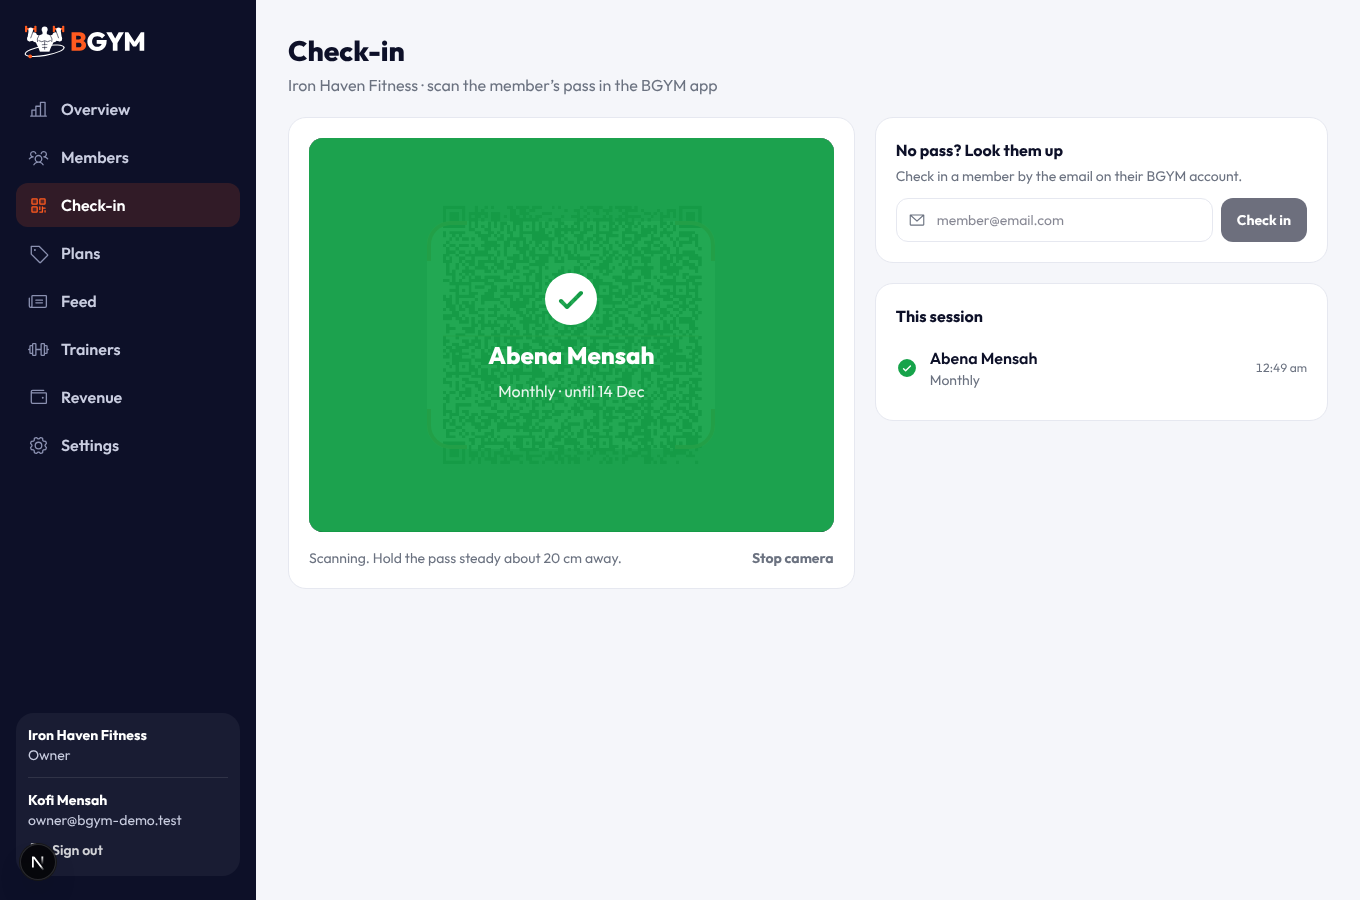 BGYM
Overview
Members
Check-in
Plans
Feed
Trainers
Revenue
Settings
Iron Haven Fitness
Owner
Kofi Mensah
owner@bgym-demo.test
Sign out
N
Check-in
Iron Haven Fitness · scan the member’s pass in the BGYM app
Abena Mensah
Monthly · until 14 Dec
Scanning. Hold the pass steady about 20 cm away.
Stop camera
No pass? Look them up
Check in a member by the email on their BGYM account.
member@email.com
Check in
This session
Abena Mensah
Monthly
12:49 am